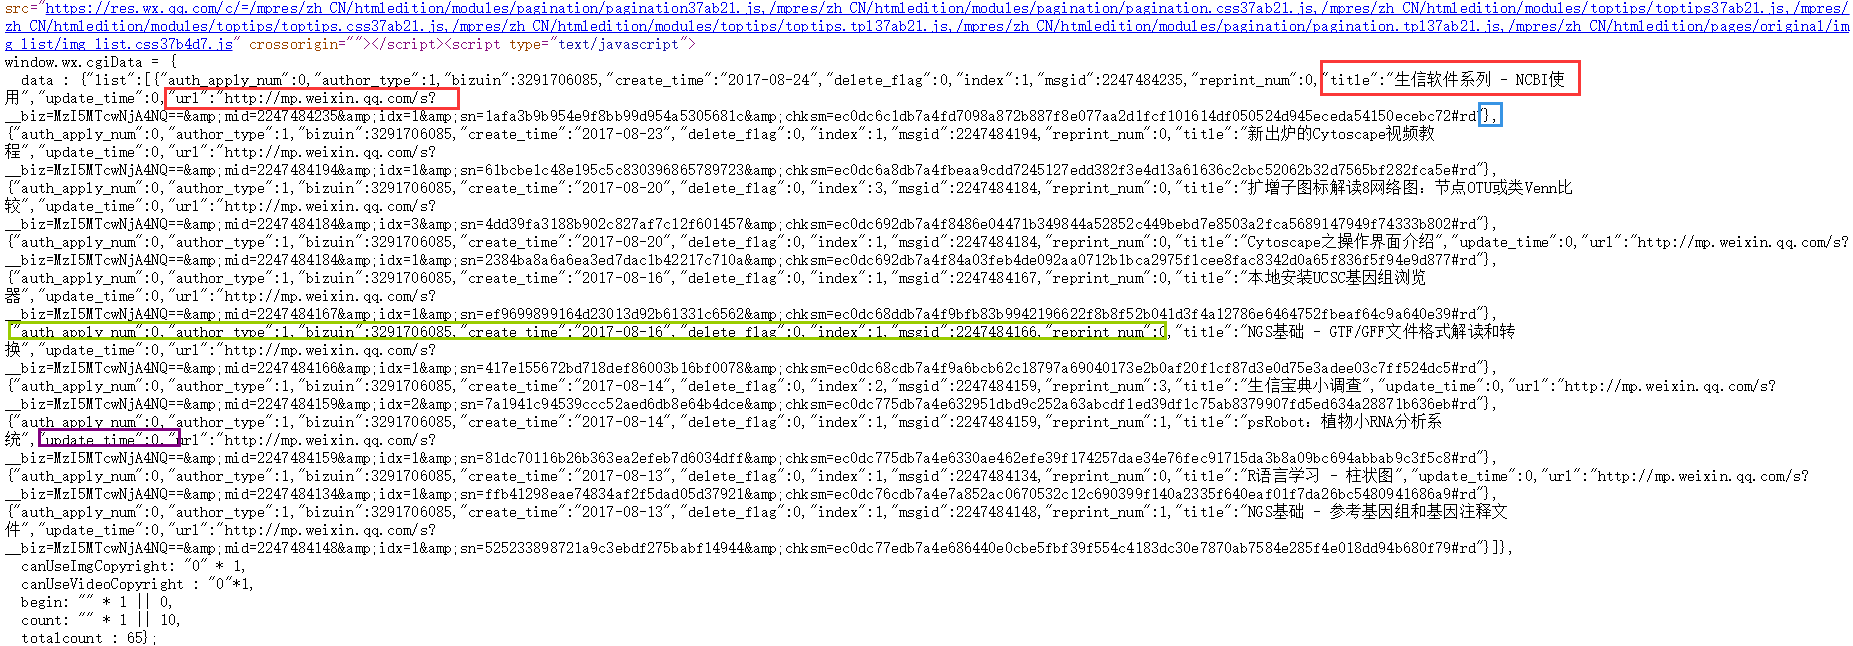 src="https://res.wx.qq.com/c/=/mpres/zh_CN/htmledition/modules/pagination/pagination37ab21.js,/mpres/zh_CN/htmledition/modules/pagination/pagination.css37ab21.js,/mpres/zh_CN/htmledition/modules/toptips/toptips37ab21.js,/mpres/
zh_CN/htmledition/modules/toptips/toptips.css37ab21.js,/mpres/zh_CN/htmledition/modules/toptips/toptips.tpl37ab21.js,/mpres/zh_CN/htmledition/modules/pagination/pagination.tpl37ab21.js,/mpres/zh_CN/htmledition/pages/original/im
g_list/img_list.css37b4d7.js" crossorigin=""></script><script type="text/javascript">
window.wx.cgiData = {
data : {"list":[{"auth_apply_num":0,"author_type":1,"bizuin":3291706085,"create_time":"2017-08-24","delete_flag":0,"index":1,"msgid":2247484235,"reprint_num":0,"title":"生信软件系列 - NCBI使
用","update_time":0,"url":"http://mp.weixin.qq.com/s?
__biz=MzI5MTcwNjA4NQ==&amp;mid=2247484235&amp;idx=1&amp;sn=1afa3b9b954e9f8bb99d954a5305681c&amp;chksm=ec0dc6c1db7a4fd7098a872b887f8e077aa2d1fcf101614df050524d945eceda54150ecebc72#rd"},
{"auth_apply_num":0,"author_type":1,"bizuin":3291706085,"create_time":"2017-08-23","delete_flag":0,"index":1,"msgid":2247484194,"reprint_num":0,"title":"新出炉的Cytoscape视频教
程","update_time":0,"url":"http://mp.weixin.qq.com/s?
__biz=MzI5MTcwNjA4NQ==&amp;mid=2247484194&amp;idx=1&amp;sn=61bcbe1c48e195c5c830396865789723&amp;chksm=ec0dc6a8db7a4fbeaa9cdd7245127edd382f3e4d13a61636c2cbc52062b32d7565bf282fca5e#rd"},
{"auth_apply_num":0,"author_type":1,"bizuin":3291706085,"create_time":"2017-08-20","delete_flag":0,"index":3,"msgid":2247484184,"reprint_num":0,"title":"扩增子图标解读8网络图：节点OTU或类Venn比
较","update_time":0,"url":"http://mp.weixin.qq.com/s?
__biz=MzI5MTcwNjA4NQ==&amp;mid=2247484184&amp;idx=3&amp;sn=4dd39fa3188b902c827af7c12f601457&amp;chksm=ec0dc692db7a4f8486e04471b349844a52852c449bebd7e8503a2fca5689147949f74333b802#rd"},
{"auth_apply_num":0,"author_type":1,"bizuin":3291706085,"create_time":"2017-08-20","delete_flag":0,"index":1,"msgid":2247484184,"reprint_num":0,"title":"Cytoscape之操作界面介绍","update_time":0,"url":"http://mp.weixin.qq.com/s?
__biz=MzI5MTcwNjA4NQ==&amp;mid=2247484184&amp;idx=1&amp;sn=2384ba8a6a6ea3ed7dac1b42217c710a&amp;chksm=ec0dc692db7a4f84a03feb4de092aa0712b1bca2975f1cee8fac8342d0a65f836f5f94e9d877#rd"},
{"auth_apply_num":0,"author_type":1,"bizuin":3291706085,"create_time":"2017-08-16","delete_flag":0,"index":1,"msgid":2247484167,"reprint_num":0,"title":"本地安装UCSC基因组浏览
器","update_time":0,"url":"http://mp.weixin.qq.com/s?
__biz=MzI5MTcwNjA4NQ==&amp;mid=2247484167&amp;idx=1&amp;sn=ef9699899164d23013d92b61331c6562&amp;chksm=ec0dc68ddb7a4f9bfb83b9942196622f8b8f52b041d3f4a12786e6464752fbeaf64c9a640e39#rd"},
{"auth_apply_num":0,"author_type":1,"bizuin":3291706085,"create_time":"2017-08-16","delete_flag":0,"index":1,"msgid":2247484166,"reprint_num":0,"title":"NGS基础 - GTF/GFF文件格式解读和转
换","update_time":0,"url":"http://mp.weixin.qq.com/s?
__biz=MzI5MTcwNjA4NQ==&amp;mid=2247484166&amp;idx=1&amp;sn=417e155672bd718def86003b16bf0078&amp;chksm=ec0dc68cdb7a4f9a6bcb62c18797a69040173e2b0af20f1cf87d3e0d75e3adee03c7ff524dc5#rd"},
{"auth_apply_num":0,"author_type":1,"bizuin":3291706085,"create_time":"2017-08-14","delete_flag":0,"index":2,"msgid":2247484159,"reprint_num":3,"title":"生信宝典小调查","update_time":0,"url":"http://mp.weixin.qq.com/s?
__biz=MzI5MTcwNjA4NQ==&amp;mid=2247484159&amp;idx=2&amp;sn=7a1941c94539ccc52aed6db8e64b4dce&amp;chksm=ec0dc775db7a4e632951dbd9c252a63abcdf1ed39df1c75ab8379907fd5ed634a28871b636eb#rd"},
{"auth_apply_num":0,"author_type":1,"bizuin":3291706085,"create_time":"2017-08-14","delete_flag":0,"index":1,"msgid":2247484159,"reprint_num":1,"title":"psRobot：植物小RNA分析系
统","update_time":0,"url":"http://mp.weixin.qq.com/s?
__biz=MzI5MTcwNjA4NQ==&amp;mid=2247484159&amp;idx=1&amp;sn=81dc70116b26b363ea2efeb7d6034dff&amp;chksm=ec0dc775db7a4e6330ae462efe39f174257dae34e76fec91715da3b8a09bc694abbab9c3f5c8#rd"},
{"auth_apply_num":0,"author_type":1,"bizuin":3291706085,"create_time":"2017-08-13","delete_flag":0,"index":1,"msgid":2247484134,"reprint_num":0,"title":"R语言学习 - 柱状图","update_time":0,"url":"http://mp.weixin.qq.com/s?
__biz=MzI5MTcwNjA4NQ==&amp;mid=2247484134&amp;idx=1&amp;sn=ffb41298eae74834af2f5dad05d37921&amp;chksm=ec0dc76cdb7a4e7a852ac0670532c12c690399f140a2335f640eaf01f7da26bc5480941686a9#rd"},
{"auth_apply_num":0,"author_type":1,"bizuin":3291706085,"create_time":"2017-08-13","delete_flag":0,"index":1,"msgid":2247484148,"reprint_num":1,"title":"NGS基础 - 参考基因组和基因注释文
件","update_time":0,"url":"http://mp.weixin.qq.com/s?
__biz=MzI5MTcwNjA4NQ==&amp;mid=2247484148&amp;idx=1&amp;sn=525233898721a9c3ebdf275babf14944&amp;chksm=ec0dc77edb7a4e686440e0cbe5fbf39f554c4183dc30e7870ab7584e285f4e018dd94b680f79#rd"}]},
canUseImgCopyright: "0" * 1,
canUseVideoCopyright : "0"*1,
begin: "" * 1 || 0,
count: "" * 1 || 10,
totalcount : 65};